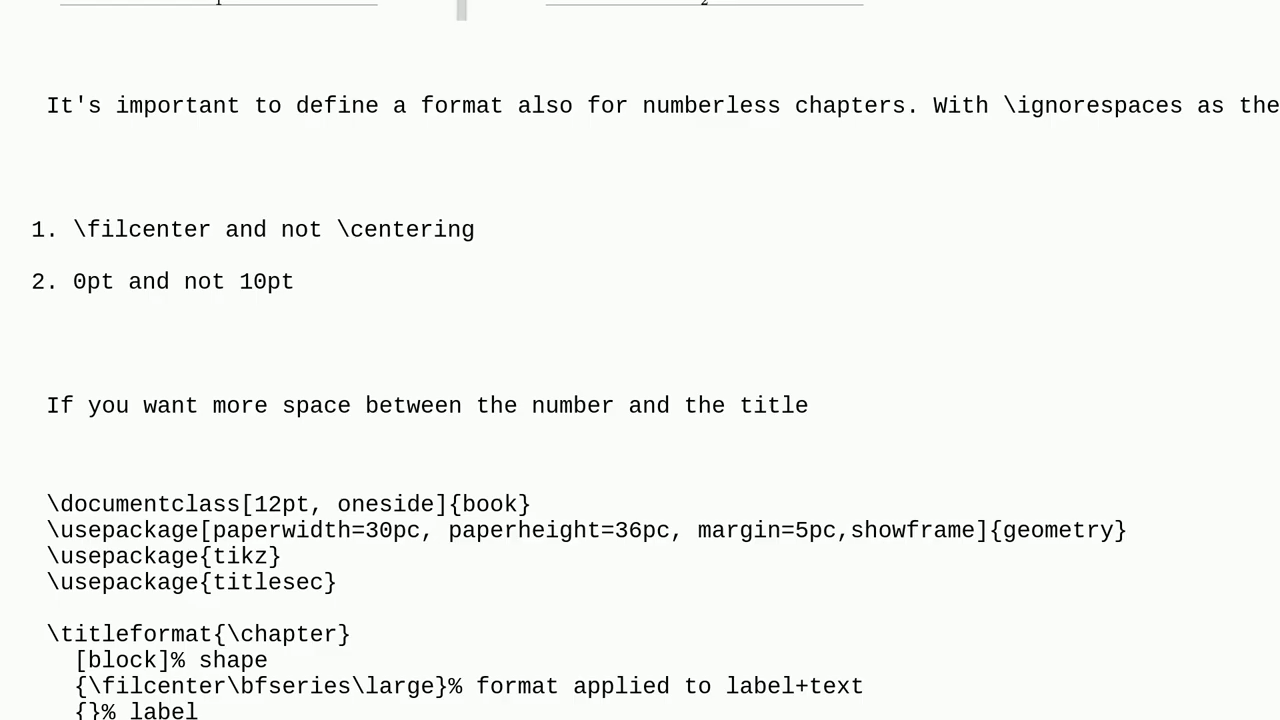 2
It's important to define a format also for numberless chapters. With \ignorespaces as the
1. \filcenter and not \centering
2. 0pt and not 10pt
If you want more space between the number and the title
\documentclass[12pt, oneside]{book}
\usepackage[paperwidth=30pc, paperheight=36pc, margin=5pc,showframe]{geometry}
\usepackage{tikz}
\usepackage{titlesec}
\titleformat{\chapter}
[block]% shape
{\filcenter\bfseries\large}% format applied to label+text
{}% label